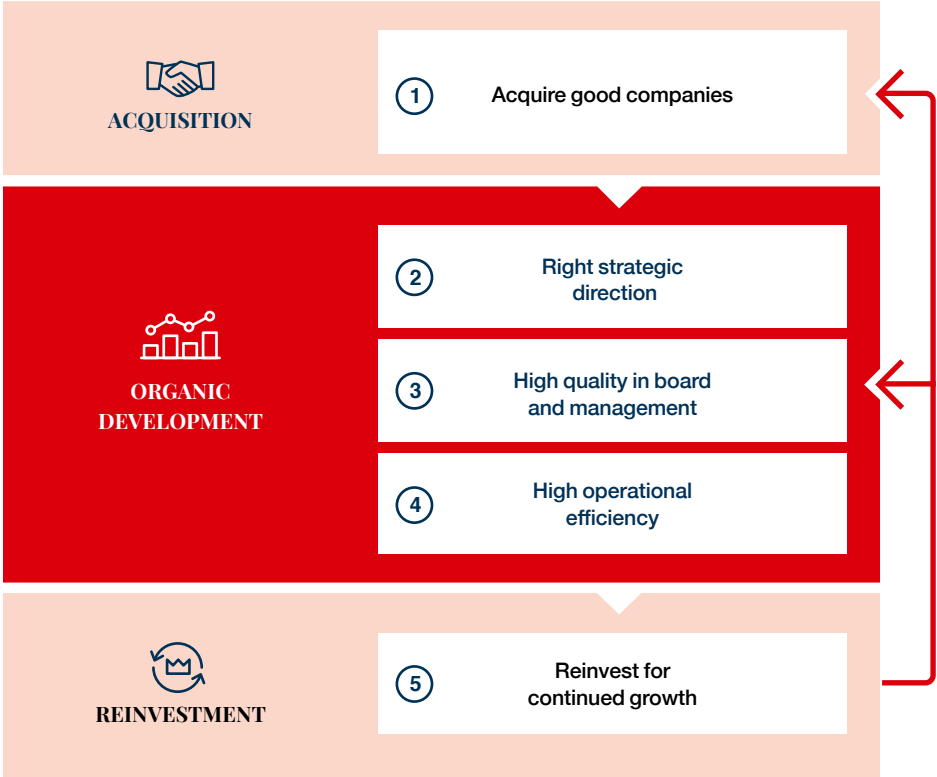 ACQUISITION
1
Acquire good companies
ORGANIC
DEVELOPMENT
2
Right strategic
direction
3
High quality in board
and management
4
High operational
efficiency
REINVESTMENT
5
Reinvest for
continued growth